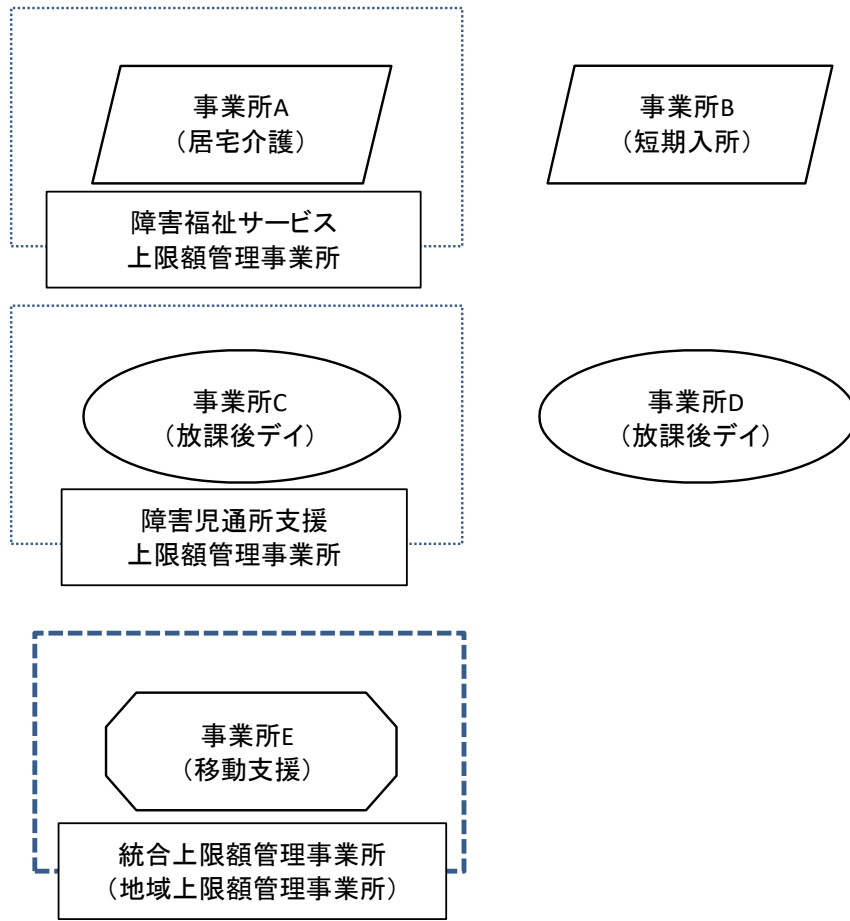 事業所A
（居宅介護）
事業所B
（短期入所）
障害福祉サービス
上限額管理事業所
事業所C
（放課後デイ）
事業所D
（放課後デイ）
障害児通所支援
上限額管理事業所
事業所E
（移動支援）
統合上限額管理事業所
（地域上限額管理事業所）